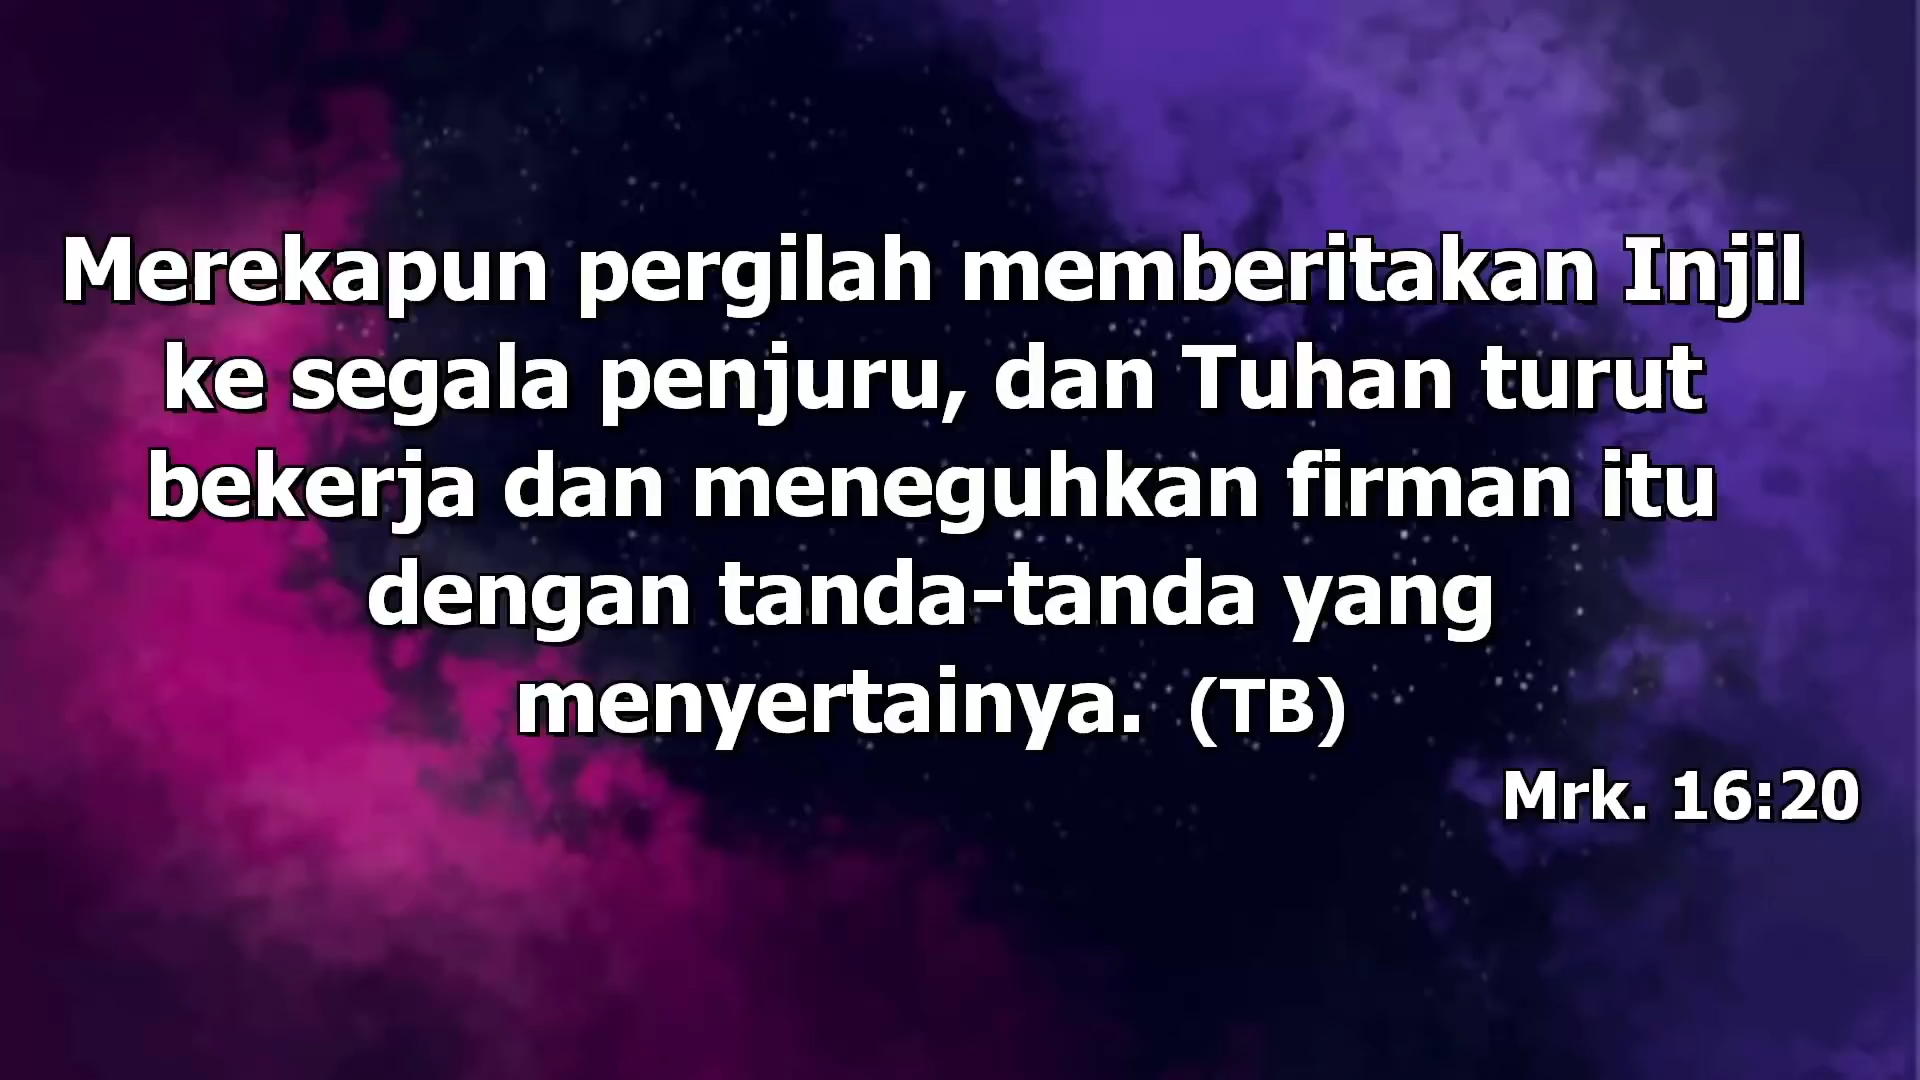 Merekapun pergilah memberitakan Injil
ke segala penjuru, dan Tuhan turut
bekerja dan meneguhkan firman itu
dengan tanda-tanda yang
menyertainya. (TB)
Mrk. 16:20